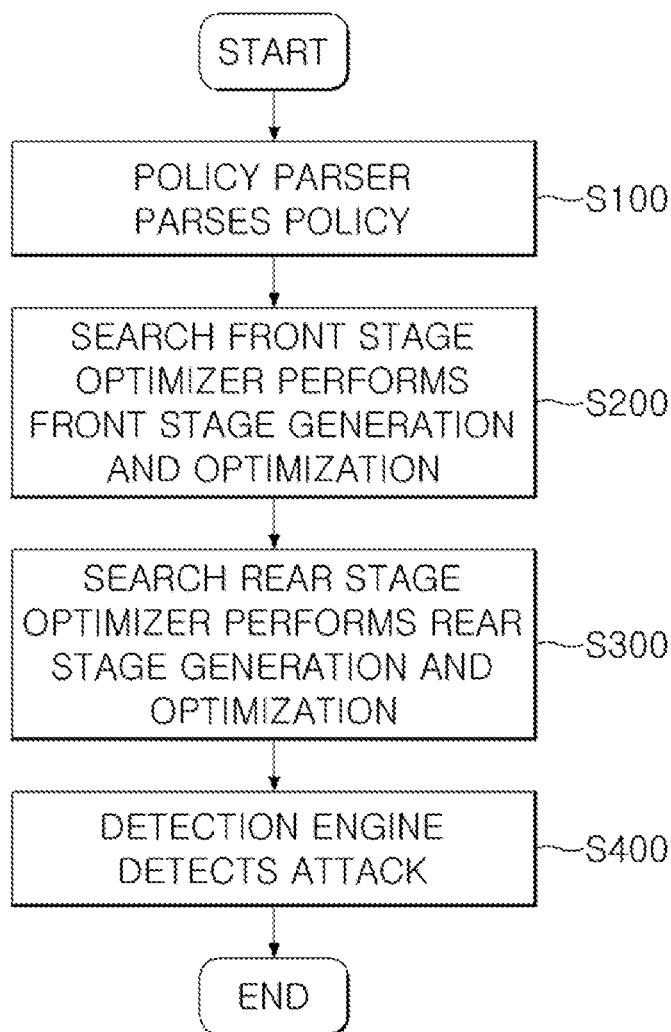 START
POLICY PARSER
PARSES POLICY
S100
SEARCH FRONT STAGE
OPTIMIZER PERFORMS
FRONT STAGE GENERATION
AND OPTIMIZATION
S200
SEARCH REAR STAGE
OPTIMIZER PERFORMS REAR
STAGE GENERATION AND
OPTIMIZATION
S300
DETECTION ENGINE
DETECTS ATTACK
S400
END